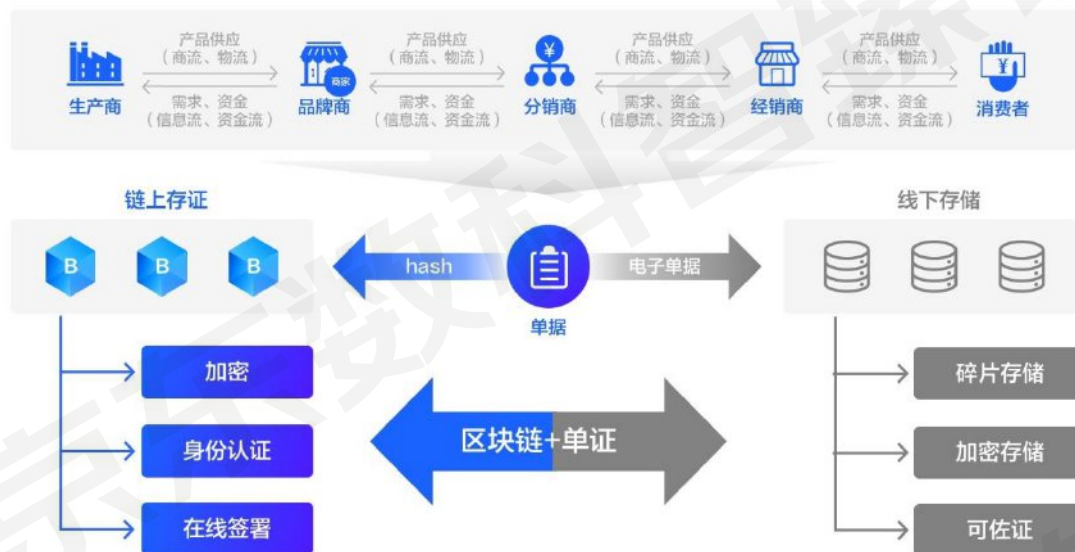 产品供应
（商流、物流）
产品供应
（商流、物流）
产品供应
（商流、物流）
产品供应
（商流、物流）
¥
商家
¥
生产商
品牌商
分销商
经销商
消费者
需求、资金
（信息流、资金流）
需求、资金
（信息流、资金流）
需求、资金
（信息流、资金流）
需求、资金
（信息流、资金流）
链上存证
线下存储
B
B
B
hash
电子单据
单据
加密
身份认证
在线签署
区块链+单证
碎片存储
加密存储
可佐证
京东数科智臻